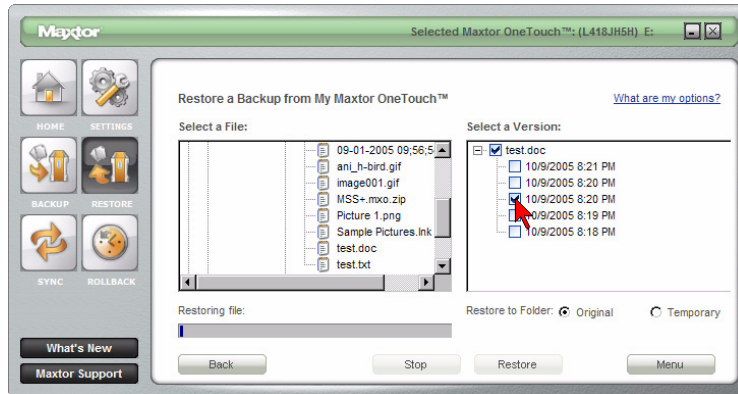 Maxtor
Selected Maxtor OneTouch™: (L418JH5H) E:
HOME SETTINGS
BACKUP RESTORE
SYNC ROLLBACK
What's New
Maxtor Support
Restore a Backup from My Maxtor OneTouch™
What are my options?
Select a File:
09-01-2005 09;56;5
ani_h-bird.gif
image001.gif
MSS+.mxo.zip
Picture 1.png
Sample Pictures.lnk
test.doc
test.txt
Select a Version:
test.doc
10/9/2005 8:21 PM
10/9/2005 8:20 PM
10/9/2005 8:20 PM
10/9/2005 8:19 PM
10/9/2005 8:18 PM
Restoring file:
Restore to Folder: Original Temporary
Back Stop Restore Menu